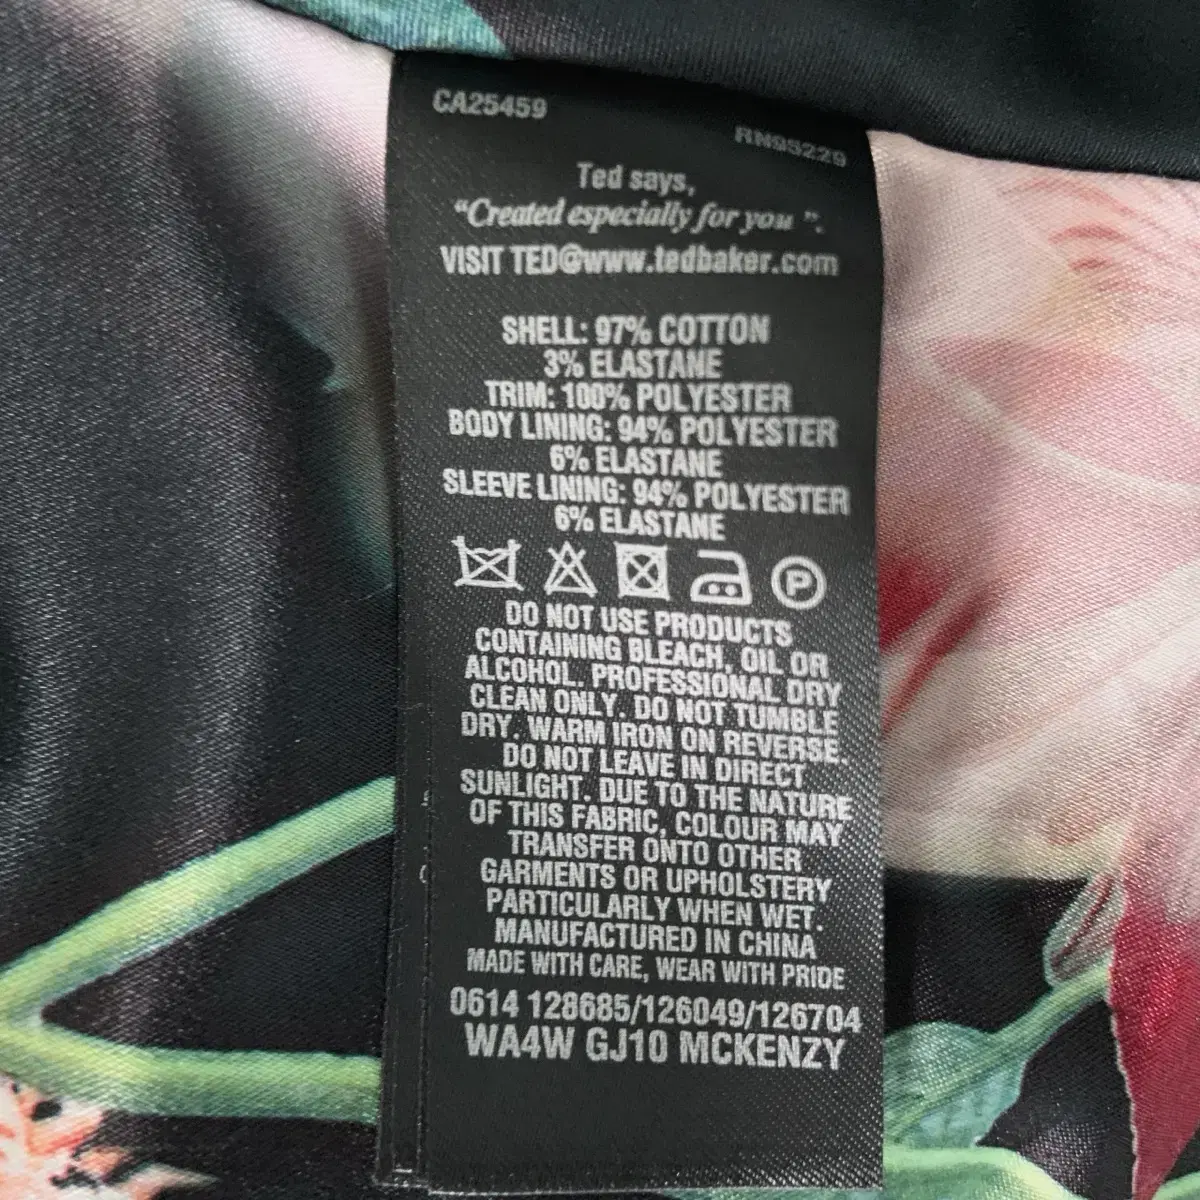 CA25459
RN95229
Ted says,
“Created especially for you ”.
VISIT TED@www.tedbaker.com
SHELL: 97% COTTON
3% ELASTANE
TRIM: 100% POLYESTER
BODY LINING: 94% POLYESTER
6% ELASTANE
SLEEVE LINING: 94% POLYESTER
6% ELASTANE
P
DO NOT USE PRODUCTS
CONTAINING BLEACH, OIL OR
ALCOHOL. PROFESSIONAL DRY
CLEAN ONLY. DO NOT TUMBLE
DRY. WARM IRON ON REVERSE.
DO NOT LEAVE IN DIRECT
SUNLIGHT. DUE TO THE NATURE
OF THIS FABRIC, COLOUR MAY
TRANSFER ONTO OTHER
GARMENTS OR UPHOLSTERY
PARTICULARLY WHEN WET.
MANUFACTURED IN CHINA
MADE WITH CARE, WEAR WITH PRIDE
0614 128685/126049/126704
WA4W GJ10 MCKENZY